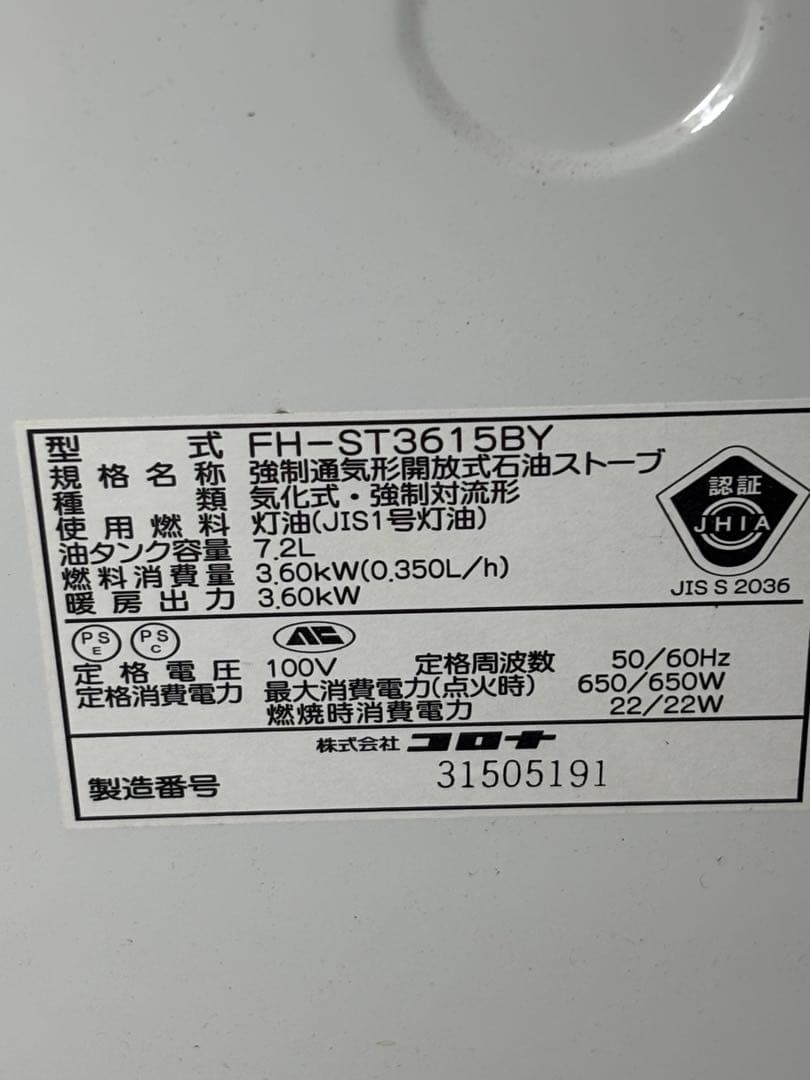 型式 FH-ST3615BY
規格名称 強制通気形開放式石油ストーブ
種類 気化式・強制対流形
使用燃料 灯油(JIS1号灯油)
油タンク容量 7.2L
燃料消費量 3.60kW(0.350L/h)
暖房出力 3.60kW
認証
JHIA
JIS S 2036
PS E PS C
定格電圧 100V 定格周波数 50/60Hz
定格消費電力 最大消費電力(点火時) 650/650W
燃焼時消費電力 22/22W
株式会社 コロナ
製造番号 31505191